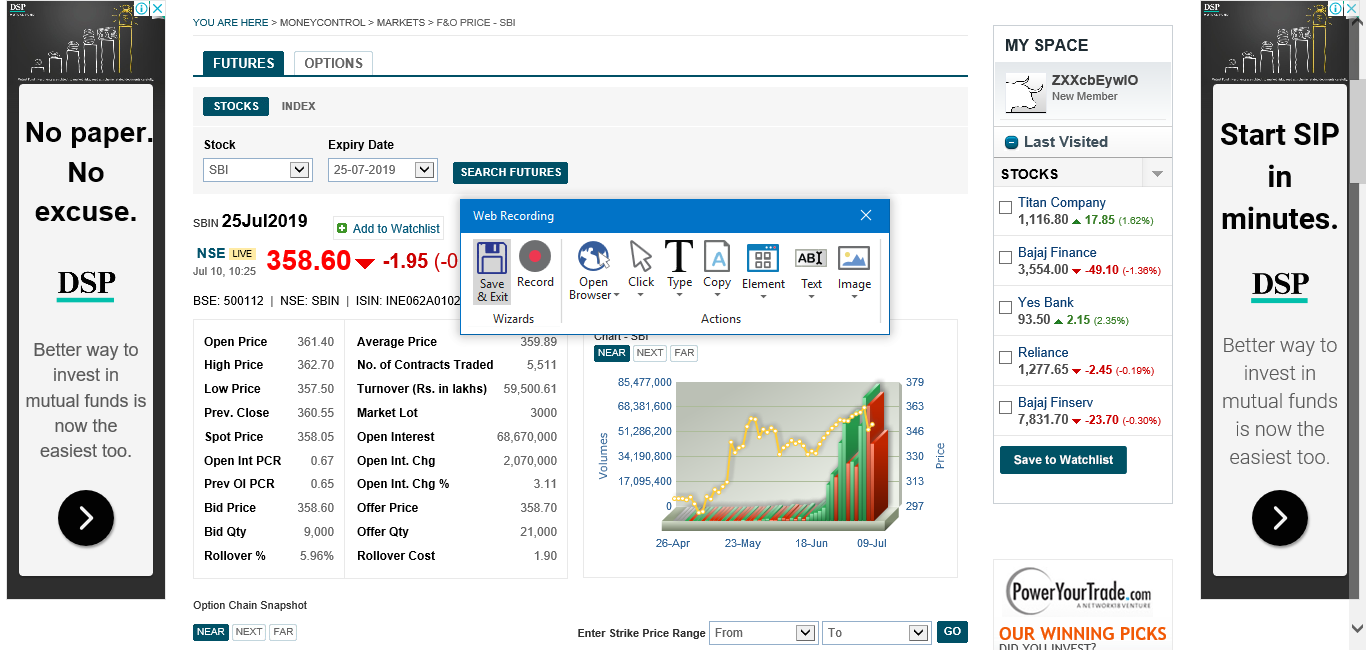 DSP
No paper.
No
excuse.
DSP
Better way to
invest in
mutual funds is
now the
easiest too.
YOU ARE HERE > MONEYCONTROL > MARKETS > F&O PRICE - SBI
FUTURES OPTIONS
STOCKS INDEX
Stock Expiry Date
SBI 25-07-2019 SEARCH FUTURES
SBIN 25Jul2019 Add to Watchlist
NSE LIVE
Jul 10, 10:25
358.60 -1.95 (-0
BSE: 500112 | NSE: SBIN | ISIN: INE062A0102
Web Recording
Save
& Exit
Record
Open
Browser
Click
Type
Copy
Element
Text
Image
Wizards Actions
Open Price 361.40 Average Price 359.89
High Price 362.70 No. of Contracts Traded 5,511
Low Price 357.50 Turnover (Rs. in lakhs) 59,500.61
Prev. Close 360.55 Market Lot 3000
Spot Price 358.05 Open Interest 68,670,000
Open Int PCR 0.67 Open Int. Chg 2,070,000
Prev OI PCR 0.65 Open Int. Chg % 3.11
Bid Price 358.60 Offer Price 358.70
Bid Qty 9,000 Offer Qty 21,000
Rollover % 5.96% Rollover Cost 1.90
Chart - SBI
NEAR NEXT FAR
85,477,000 379
68,381,600 363
51,286,200 346
34,190,800 330
17,095,400 313
0 297
Volumes
Price
26-Apr 23-May 18-Jun 09-Jul
Option Chain Snapshot
NEAR NEXT FAR
Enter Strike Price Range From To GO
MY SPACE
ZXXcbEywIO
New Member
Last Visited
STOCKS
Titan Company
1,116.80 17.85 (1.62%)
Bajaj Finance
3,554.00 -49.10 (-1.36%)
Yes Bank
93.50 2.15 (2.35%)
Reliance
1,277.65 -2.45 (-0.19%)
Bajaj Finserv
7,831.70 -23.70 (-0.30%)
Save to Watchlist
PowerYourTrade.com
A NETWORK18 VENTURE
OUR WINNING PICKS
DID YOU INVEST?
DSP
Start SIP
in
minutes.
DSP
Better way to
invest in
mutual funds
is now the
easiest too.